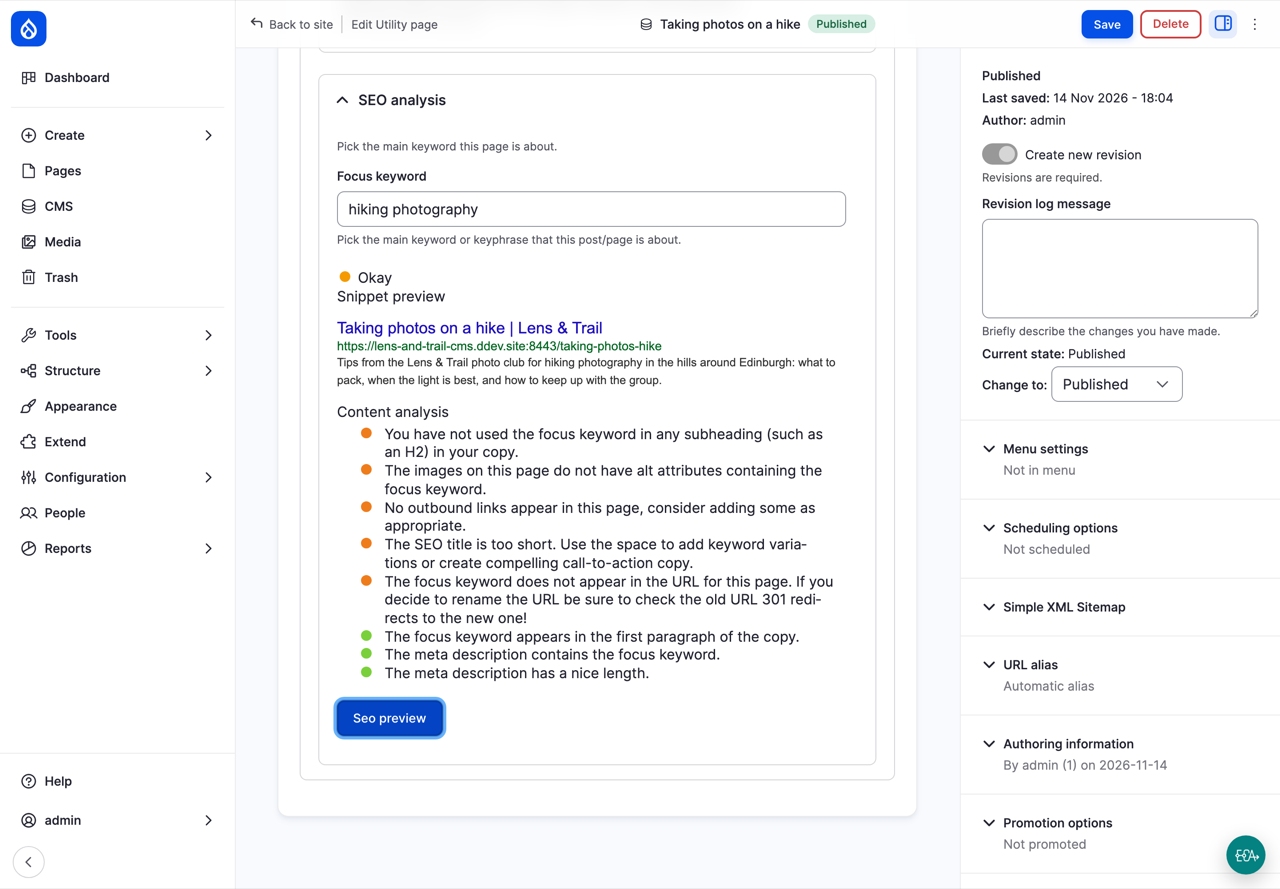 Back to site
Edit Utility page
Taking photos on a hike
Published
Save
Delete
Dashboard
Create
Pages
CMS
Media
Trash
Tools
Structure
Appearance
Extend
Configuration
People
Reports
Help
admin
SEO analysis
Pick the main keyword this page is about.
Focus keyword
hiking photography
Pick the main keyword or keyphrase that this post/page is about.
Okay
Snippet preview
Taking photos on a hike | Lens & Trail
https://lens-and-trail-cms.ddev.site:8443/taking-photos-hike
Tips from the Lens & Trail photo club for hiking photography in the hills around Edinburgh: what to
pack, when the light is best, and how to keep up with the group.
Content analysis
You have not used the focus keyword in any subheading (such as
an H2) in your copy.
The images on this page do not have alt attributes containing the
focus keyword.
No outbound links appear in this page, consider adding some as
appropriate.
The SEO title is too short. Use the space to add keyword varia-
tions or create compelling call-to-action copy.
The focus keyword does not appear in the URL for this page. If you
decide to rename the URL be sure to check the old URL 301 redi-
rects to the new one!
The focus keyword appears in the first paragraph of the copy.
The meta description contains the focus keyword.
The meta description has a nice length.
Seo preview
Published
Last saved: 14 Nov 2026 - 18:04
Author: admin
Create new revision
Revisions are required.
Revision log message
Briefly describe the changes you have made.
Current state: Published
Change to: Published
Menu settings
Not in menu
Scheduling options
Not scheduled
Simple XML Sitemap
URL alias
Automatic alias
Authoring information
By admin (1) on 2026-11-14
Promotion options
Not promoted
ECA